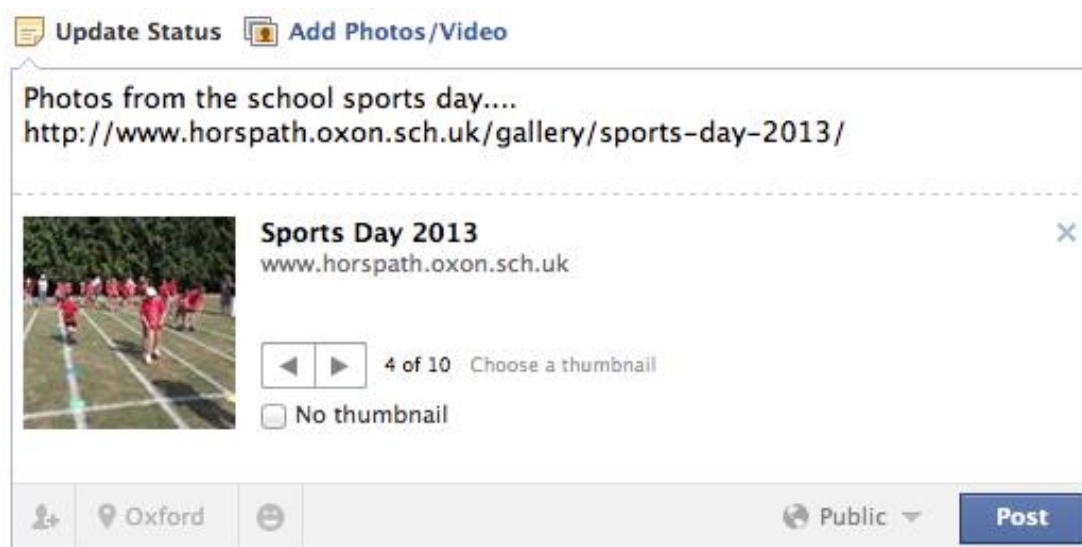 Update Status Add Photos/Video
Photos from the school sports day....
http://www.horspath.oxon.sch.uk/gallery/sports-day-2013/
Sports Day 2013
www.horspath.oxon.sch.uk
4 of 10 Choose a thumbnail
No thumbnail
Oxford Public Post